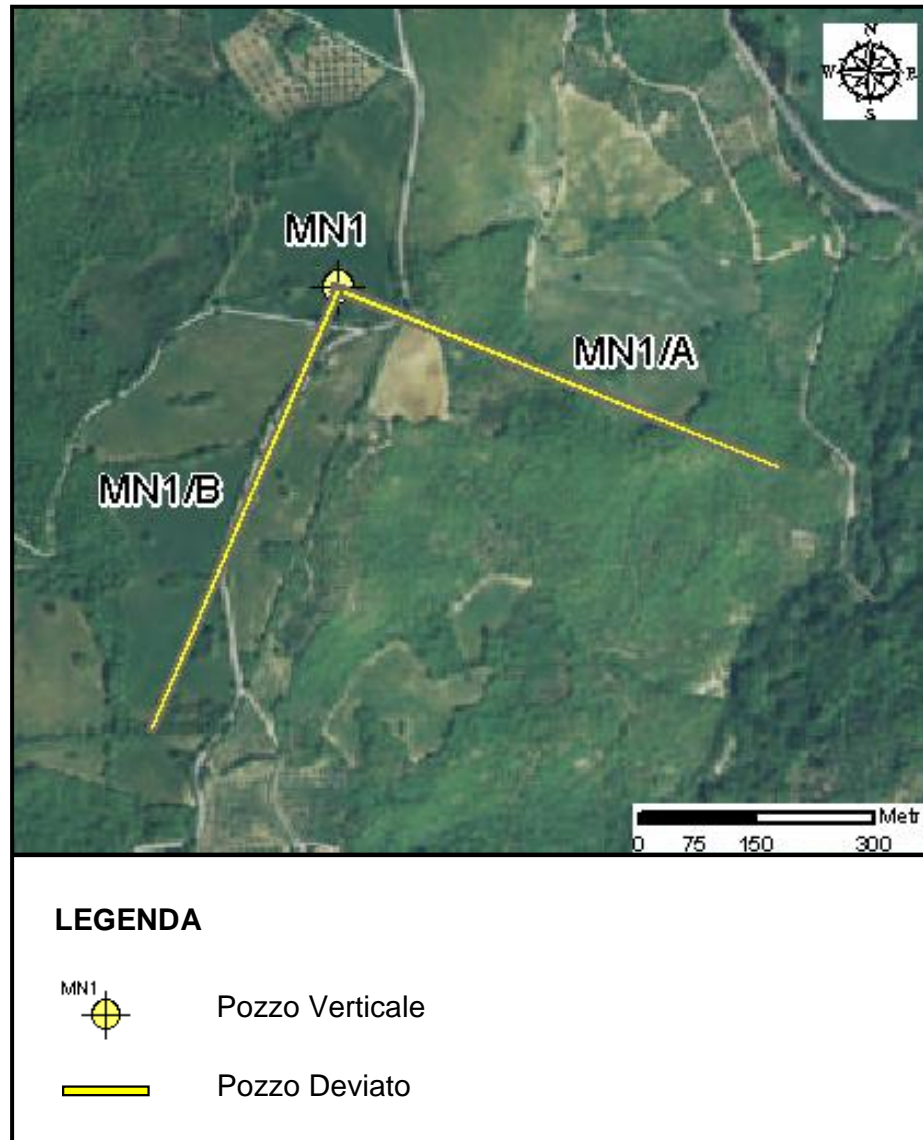 N
W E
S
MN1
MN1/A
MN1/B
Metr
0 75 150 300
LEGENDA
MN1
Pozzo Verticale
Pozzo Deviato